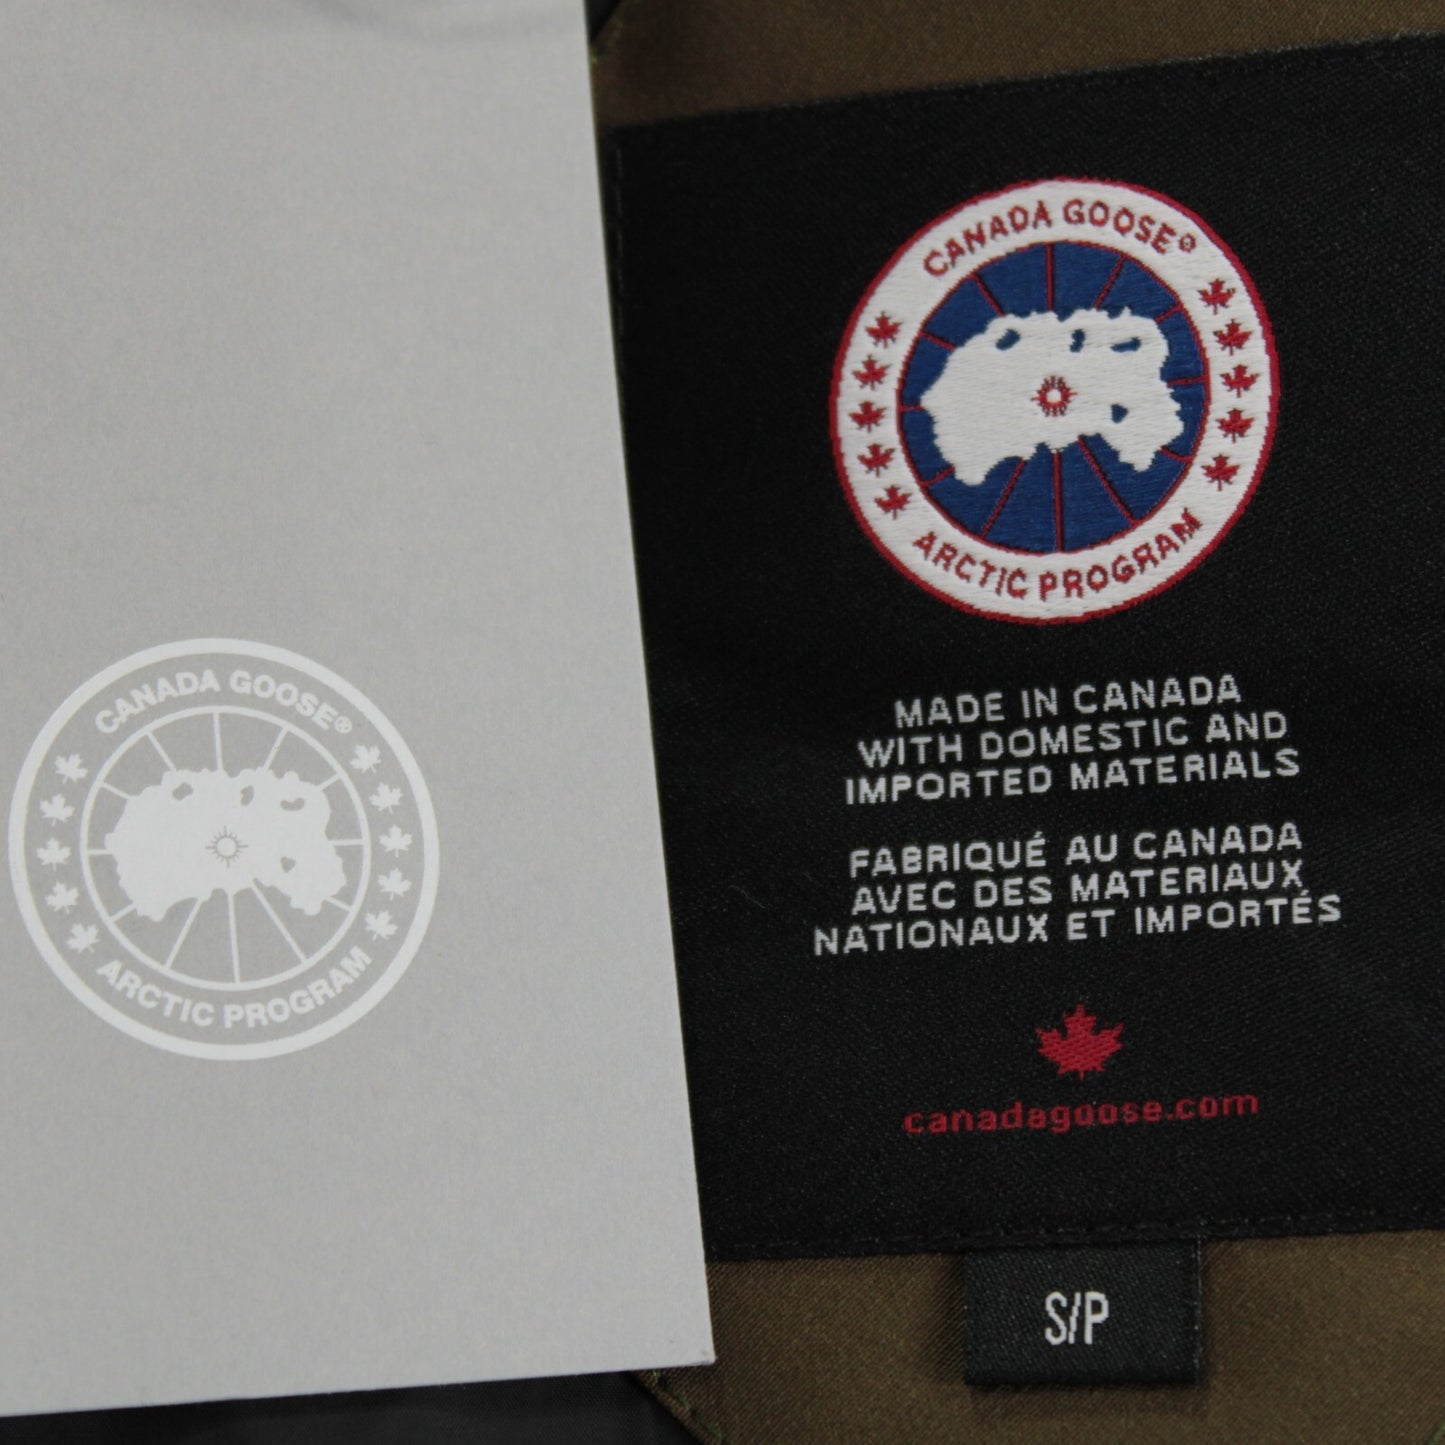 CANADA GOOSE®
ARCTIC PROGRAM
CANADA GOOSE®
ARCTIC PROGRAM
MADE IN CANADA
WITH DOMESTIC AND
IMPORTED MATERIALS
FABRIQUÉ AU CANADA
AVEC DES MATERIAUX
NATIONAUX ET IMPORTÉS
canadagoose.com
S/P